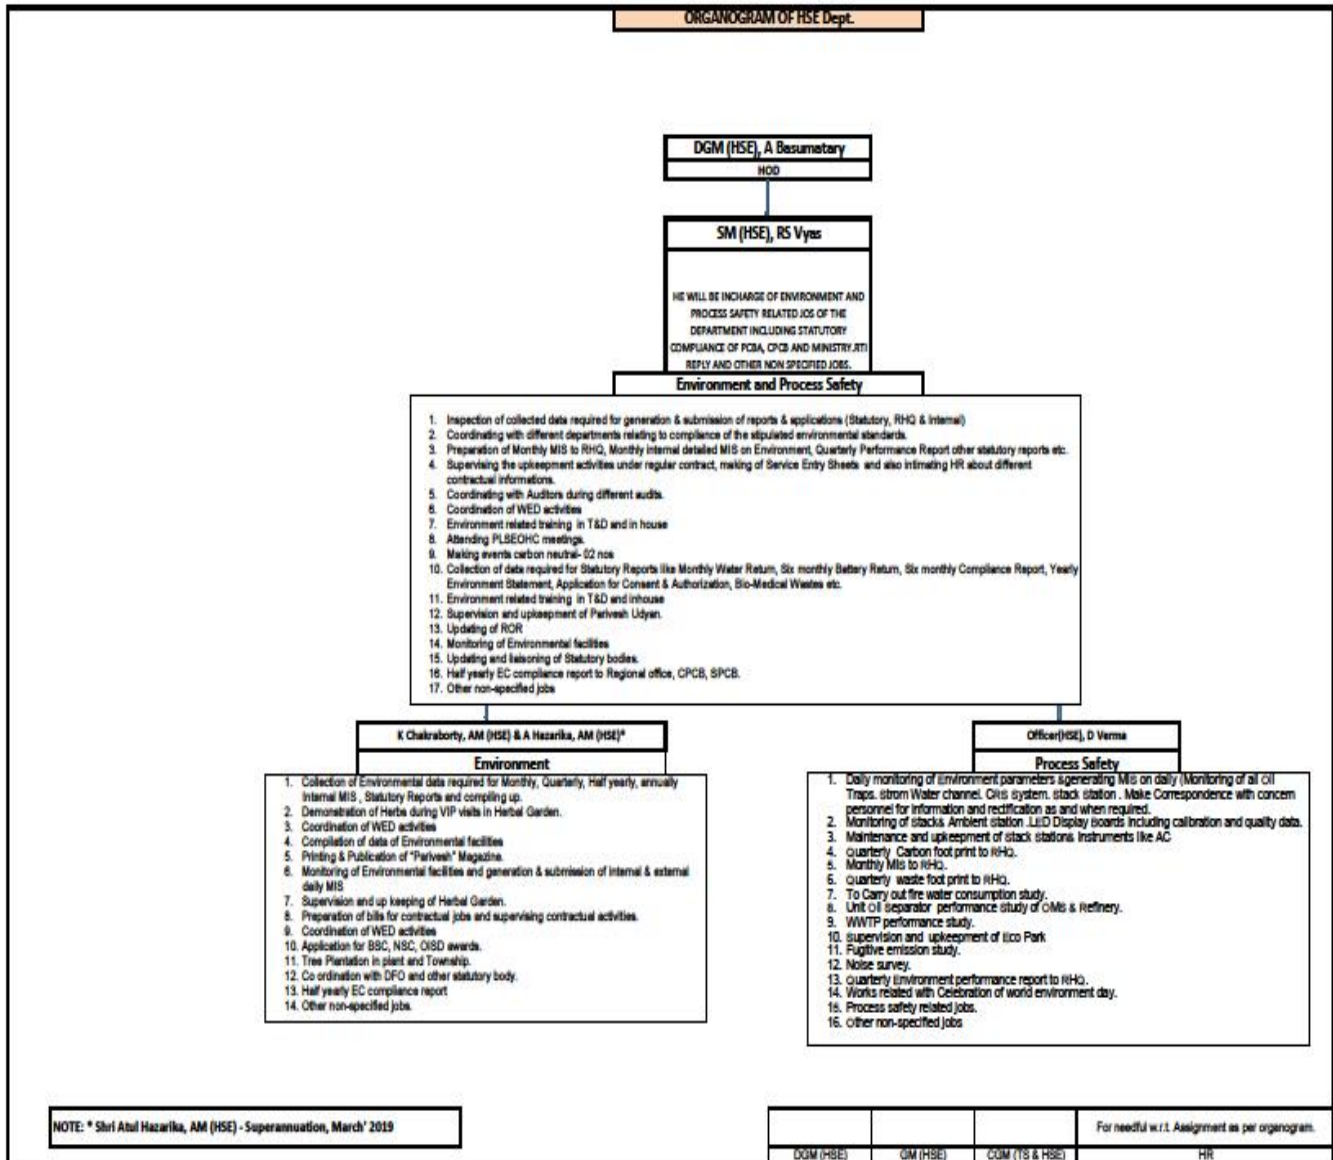 ORGANOGRAM OF HSE Dept.
DGM (HSE), A Basumatary
HOD
SM (HSE), RS Vyas
HE WILL BE INCHARGE OF ENVIRONMENT AND
PROCESS SAFETY RELATED JOS OF THE
DEPARTMENT INCLUDING STATUTORY
COMPLIANCE OF PCBA, CPCB AND MINISTRY.RTI
REPLY AND OTHER NON SPECIFIED JOBS.
Environment and Process Safety
1. Inspection of collected data required for generation & submission of reports & applications (Statutory, RHQ & Internal)
2. Coordinating with different departments relating to compliance of the stipulated environmental standards.
3. Preparation of Monthly MIS to RHQ, Monthly internal detailed MIS on Environment, Quarterly Performance Report other statutory reports etc.
4. Supervising the upkeepment activities under regular contract, making of Service Entry Sheets and also intimating HR about different
contractual informations.
5. Coordinating with Auditors during different audits.
6. Coordination of WED activities
7. Environment related training in T&D and in house
8. Attending PLSEOHC meetings.
9. Making events carbon neutral- 02 nos
10. Collection of data required for Statutory Reports like Monthly Water Return, Six monthly Battery Return, Six monthly Compliance Report, Yearly
Environment Statement, Application for Consent & Authorization, Bio-Medical Wastes etc.
11. Environment related training in T&D and inhouse
12. Supervision and upkeepment of Parivesh Udyan.
13. Updating of ROR
14. Monitoring of Environmental facilities
15. Updating and liaisoning of Statutory bodies.
16. Half yearly EC compliance report to Regional office, CPCB, SPCB.
17. Other non-specified jobs
K Chakraborty, AM (HSE) & A Hazarika, AM (HSE)*
Environment
1. Collection of Environmental data required for Monthly, Quarterly, Half yearly, annually
Internal MIS , Statutory Reports and compiling up.
2. Demonstration of Herbs during VIP visits in Herbal Garden.
3. Coordination of WED activities
4. Compilation of data of Environmental facilities
5. Printing & Publication of "Parivesh" Magazine.
6. Monitoring of Environmental facilities and generation & submission of internal & external
daily MIS
7. Supervision and up keeping of Herbal Garden.
8. Preparation of bills for contractual jobs and supervising contractual activities.
9. Coordination of WED activities
10. Application for BSC, NSC, OISD awards.
11. Tree Plantation in plant and Township.
12. Co ordination with DFO and other statutory body.
13. Half yearly EC compliance report
14. Other non-specified jobs.
Officer(HSE), D Verma
Process Safety
1. Daily monitoring of Environment parameters &generating MIS on daily (Monitoring of all Oil
Traps. strom Water channel. CRS System. Stack Station . Make Correspondence with concern
personnel for information and rectification as and when required.
2. Monitoring of Stack& Ambient Station .LED Display Boards including calibration and quality data.
3. Maintenance and upkeepment of Stack Station& Instruments like AC
4. Quarterly Carbon foot print to RHQ.
5. Monthly MIS to RHQ.
6. Quarterly waste foot print to RHQ.
7. To Carry out fire water consumption study.
8. Unit Oil Separator performance Study of OMS & Refinery.
9. WWTP performance study.
10. Supervision and upkeepment of Eco Park
11. Fugitive emission study.
12. Noise survey.
13. Quarterly Environment performance report to RHQ.
14. Works related with Celebration of world environment day.
15. Process safety related jobs.
16. Other non-specified jobs
NOTE: * Shri Atul Hazarika, AM (HSE) - Superannuation, March' 2019
For needful w.r.t. Assignment as per organogram.
DGM (HSE) GM (HSE) CGM (TS & HSE) HR